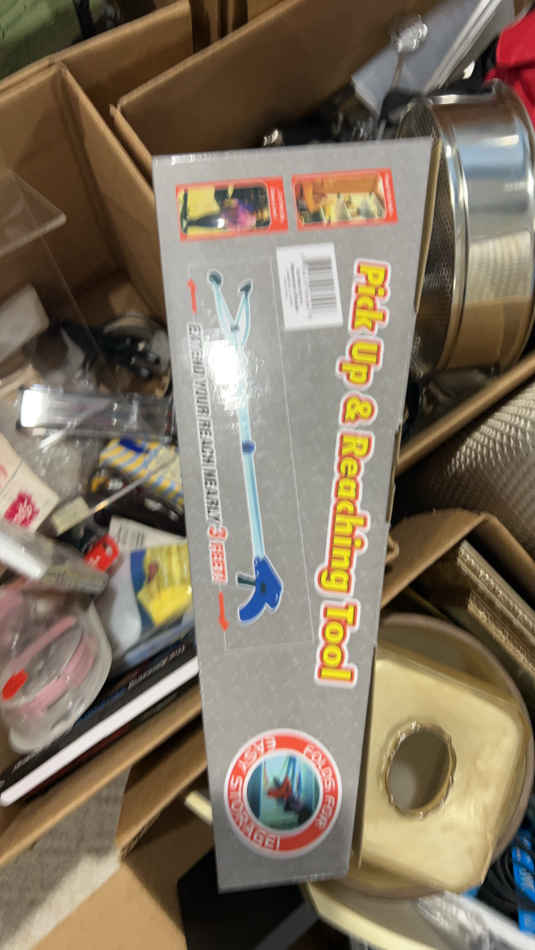 Pick Up & Reaching Tool
EXTEND YOUR REACH NEARLY 3 FEET!
FOLDS FOR
EASY STORAGE!